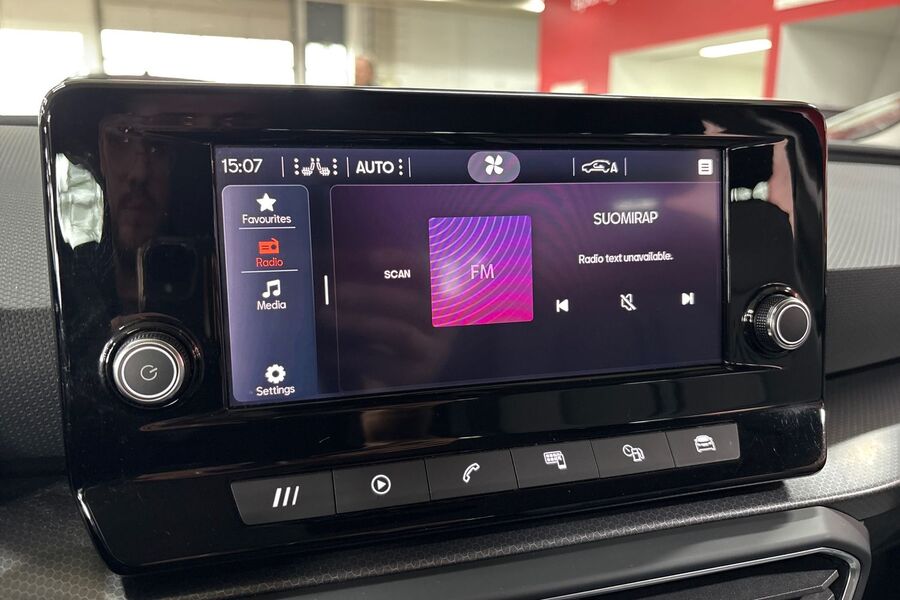 15:07
AUTO
A
Favourites
Radio
Media
Settings
SCAN
FM
SUOMIRAP
Radio text unavailable.